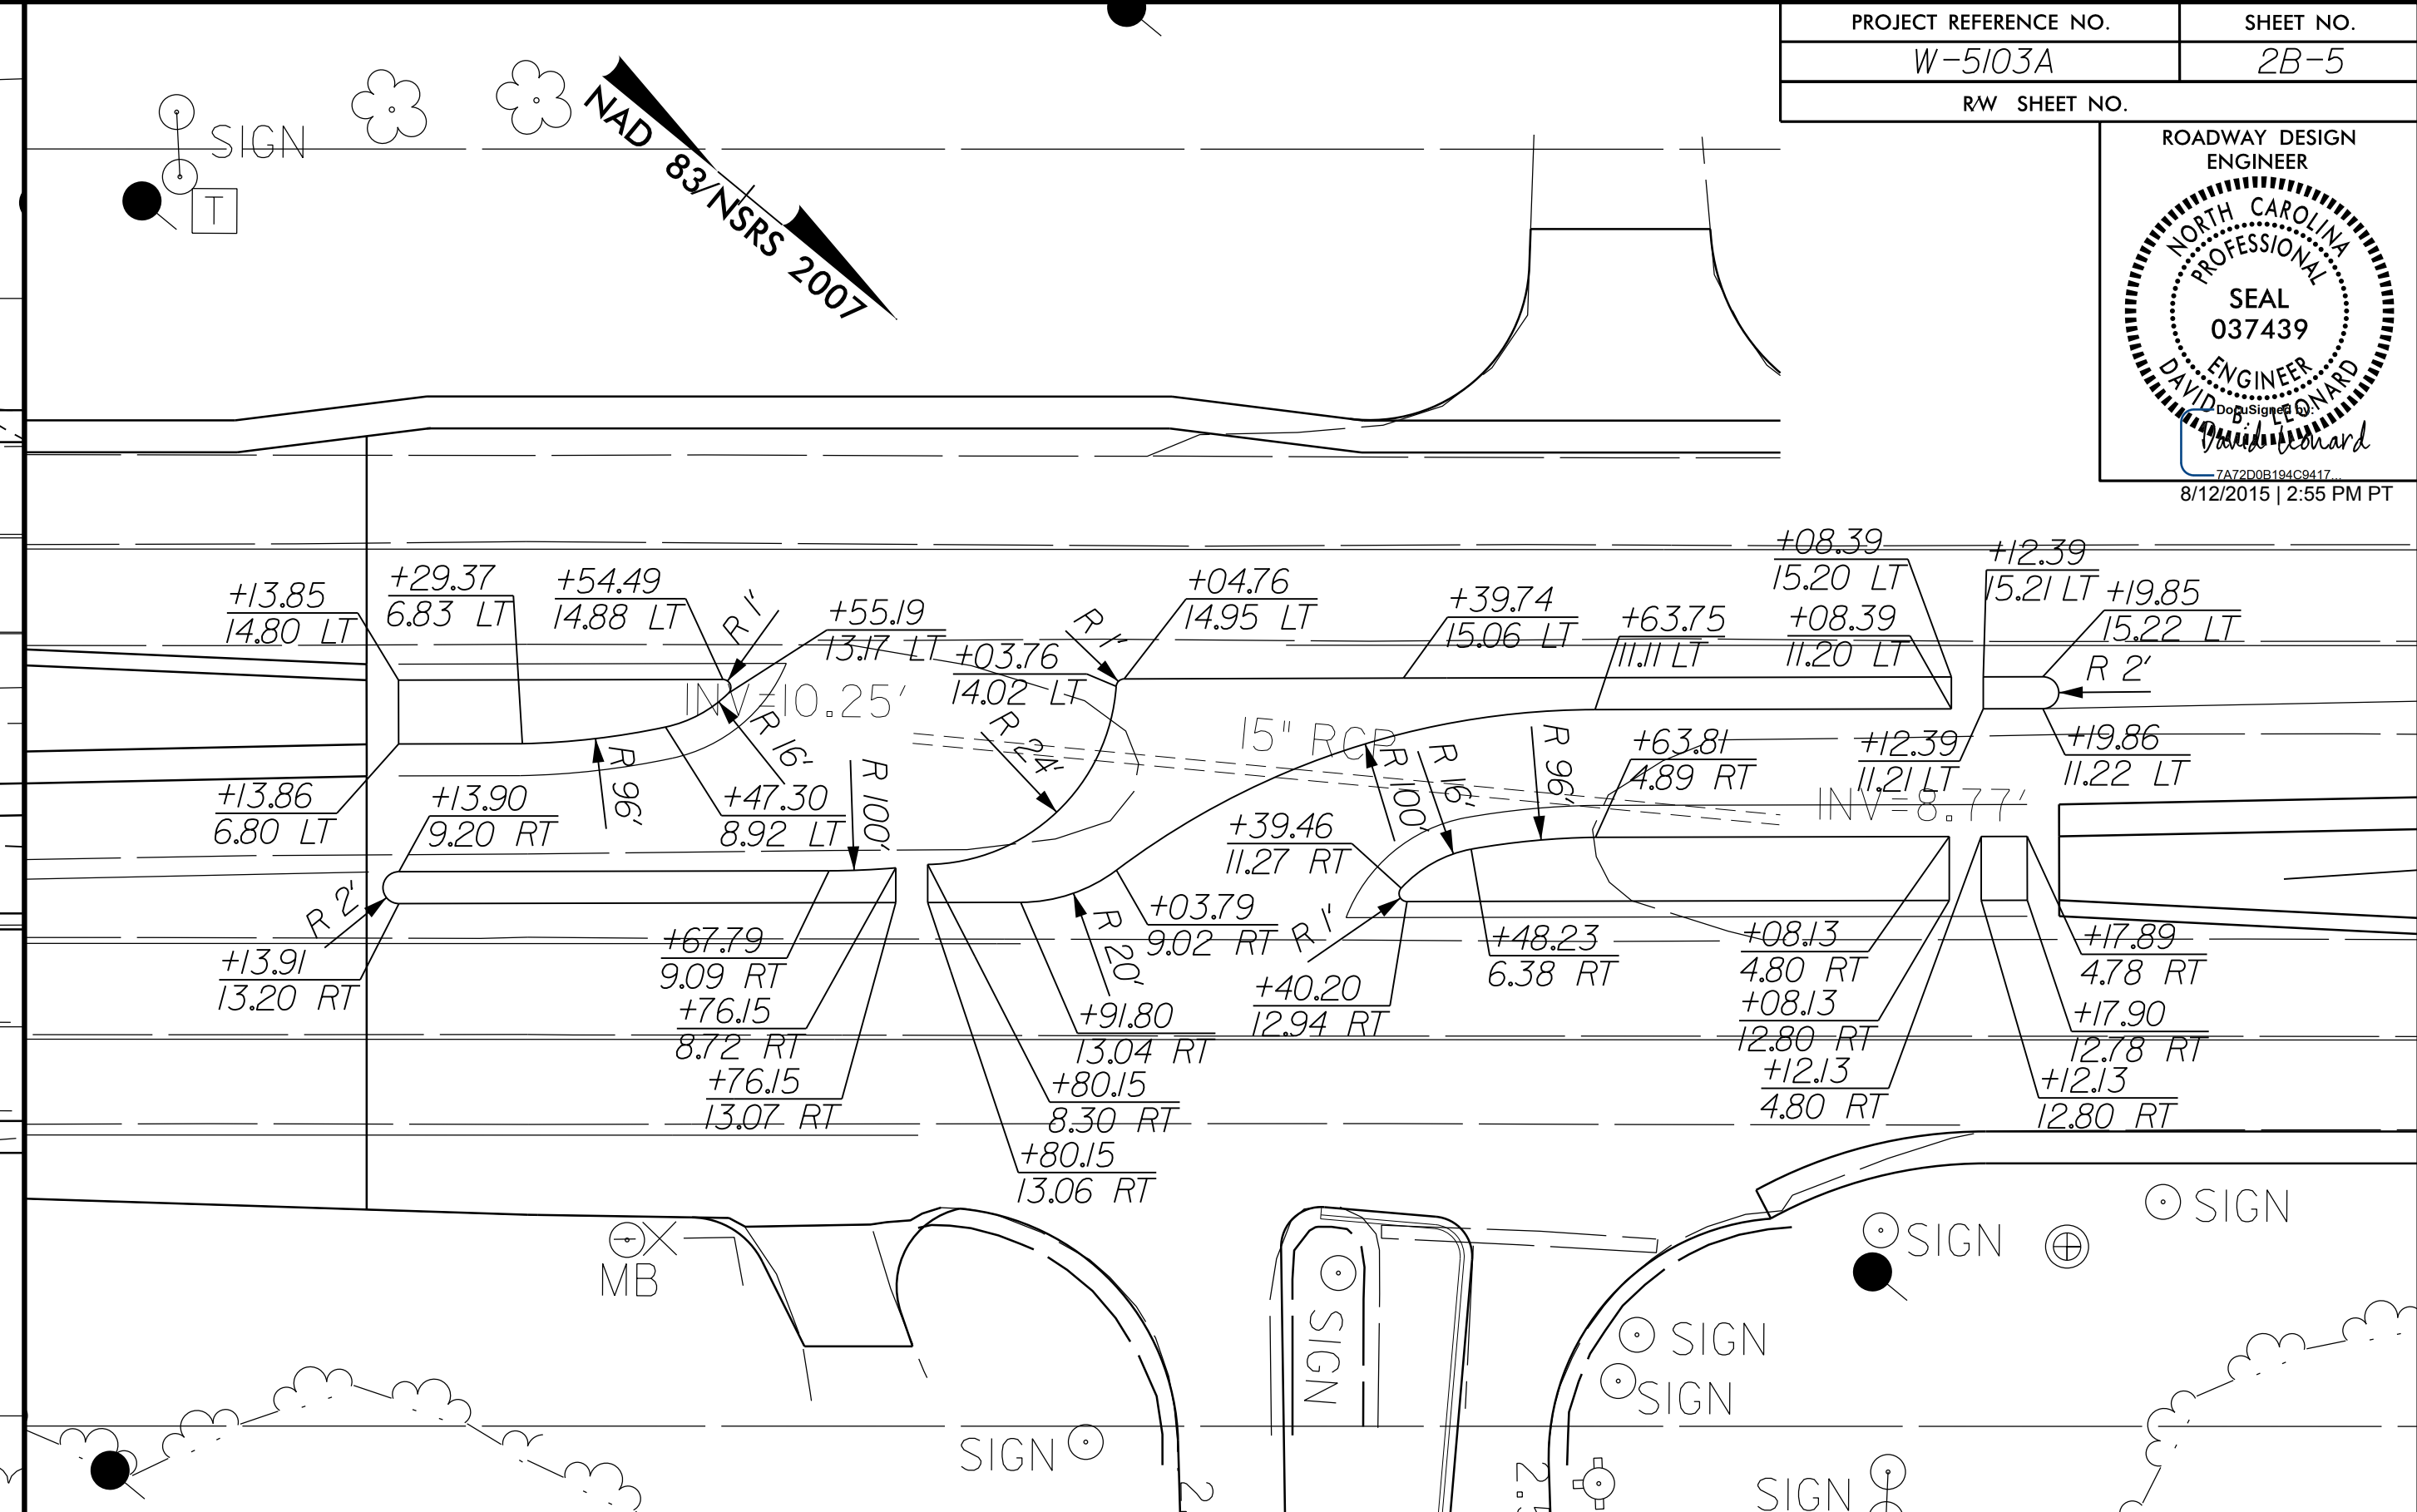 PROJECT REFERENCE NO.
SHEET NO.
W-5103A
2B-5
R/W SHEET NO.
ROADWAY DESIGN
ENGINEER
NORTH CAROLINA
PROFESSIONAL
SEAL
037439
ENGINEER
DAVID B. LEONARD
DocuSigned by:
David Leonard
7A72D0B194C9417...
8/12/2015 | 2:55 PM PT
SIGN
T
NAD 83/NSRS 2007
+13.85
14.80 LT
+29.37
6.83 LT
+54.49
14.88 LT
R 1'
+55.19
13.17 LT
+03.76
14.02 LT
R 1'
+04.76
14.95 LT
+39.74
15.06 LT
+63.75
11.11 LT
+08.39
15.20 LT
+08.39
11.20 LT
+12.39
15.21 LT
+19.85
15.22 LT
R 2'
INV=10.25'
R 16'
R 24'
15" RCP
R 100'
R 16'
R 96'
+63.81
4.89 RT
+12.39
11.21 LT
+19.86
11.22 LT
INV=8.77'
+13.86
6.80 LT
+13.90
9.20 RT
R 96'
+47.30
8.92 LT
R 100'
+39.46
11.27 RT
R 2'
+13.91
13.20 RT
+67.79
9.09 RT
+76.15
8.72 RT
+76.15
13.07 RT
R 20'
+03.79
9.02 RT
R 1'
+91.80
13.04 RT
+80.15
8.30 RT
+80.15
13.06 RT
+40.20
12.94 RT
+48.23
6.38 RT
+08.13
4.80 RT
+08.13
12.80 RT
+12.13
4.80 RT
+17.89
4.78 RT
+17.90
12.78 RT
+12.13
12.80 RT
MB
SIGN
SIGN
SIGN
SIGN
SIGN
SIGN
SIGN